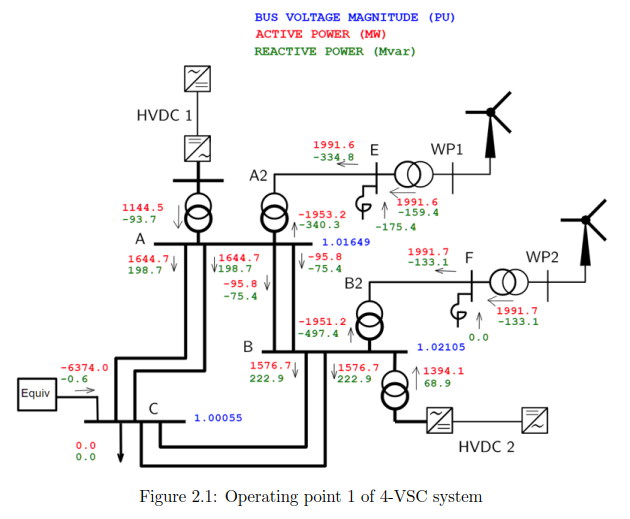 BUS VOLTAGE MAGNITUDE (PU)
ACTIVE POWER (MW)
REACTIVE POWER (Mvar)
HVDC 1
1991.6
-334.8
E
WP1
A2
1991.6
-159.4
-175.4
1144.5
-93.7
-1953.2
-340.3
A
1.01649
1644.7
198.7
1644.7
198.7
-95.8
-75.4
-95.8
-75.4
1991.7
-133.1
F
WP2
B2
1991.7
-133.1
0.0
-1951.2
-497.4
B
1.02105
1576.7
222.9
1576.7
222.9
1394.1
68.9
-6374.0
-0.6
Equiv
C
1.00055
0.0
0.0
HVDC 2
Figure 2.1: Operating point 1 of 4-VSC system